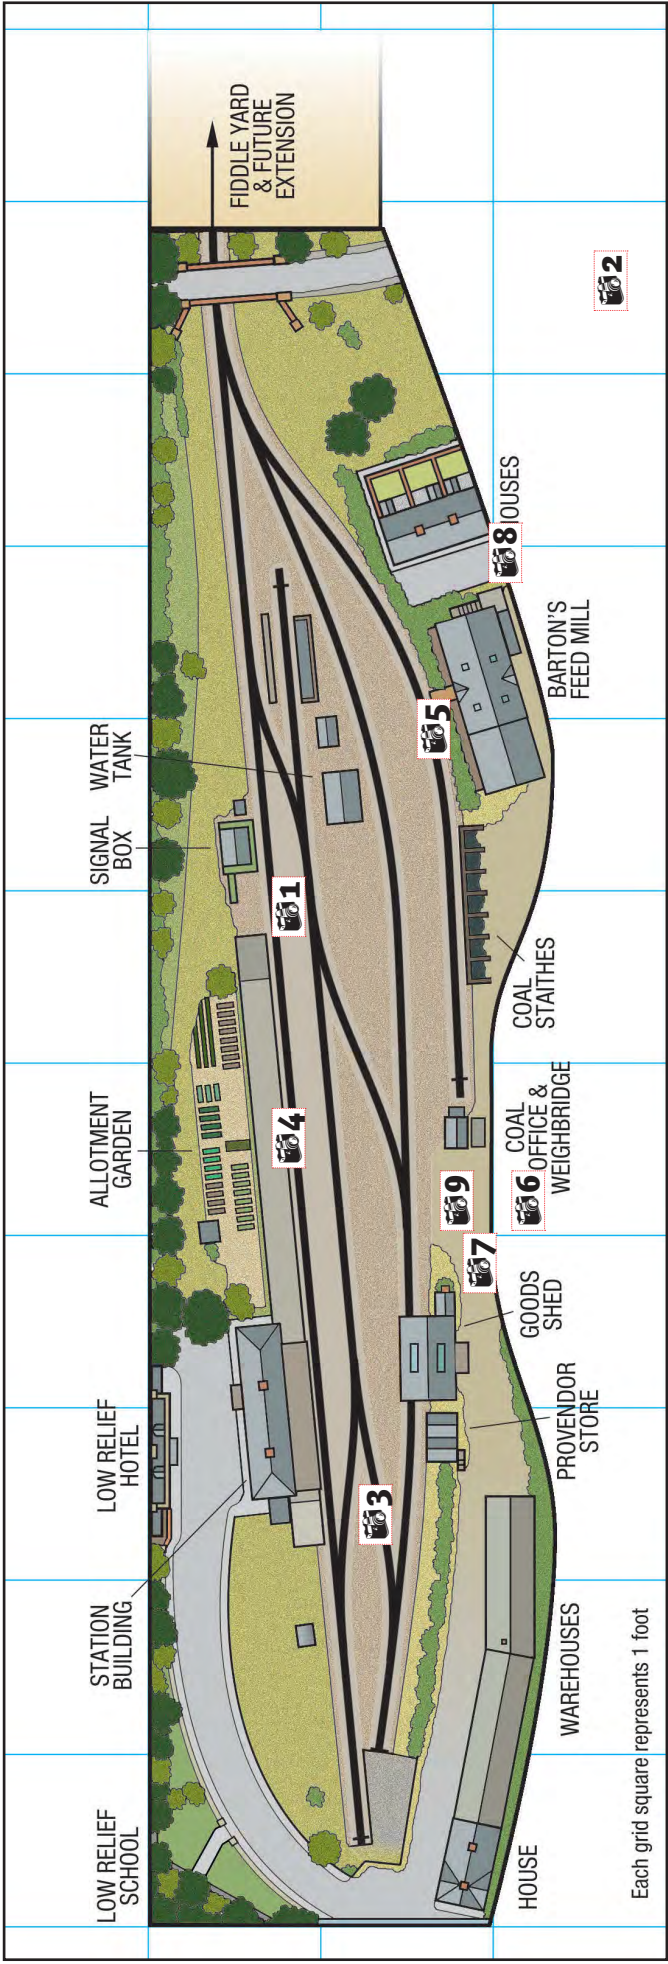 FIDDLE YARD
& FUTURE
EXTENSION
2
8
OUSES
BARTON'S
FEED MILL
5
WATER
TANK
SIGNAL
BOX
1
COAL
STAITHES
ALLOTMENT
GARDEN
4
COAL
OFFICE &
WEIGHBRIDGE
9
6
7
GOODS
SHED
PROVENDOR
STORE
LOW RELIEF
HOTEL
3
STATION
BUILDING
WAREHOUSES
LOW RELIEF
SCHOOL
HOUSE
Each grid square represents 1 foot